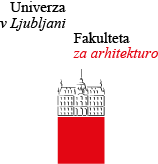 Univerza
v Ljubljani
Fakulteta
za arhitekturo